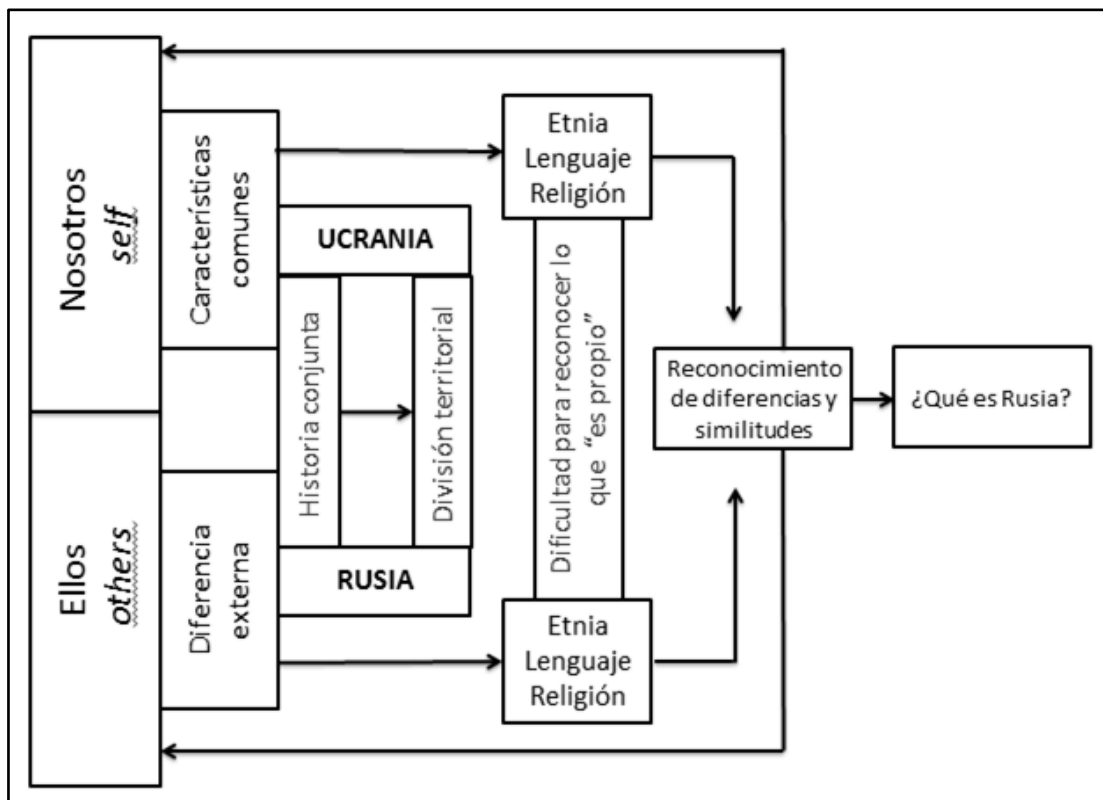 Nosotros
self
Ellos
others
Características
comunes
Diferencia
externa
UCRANIA
Historia conjunta
División territorial
RUSIA
Etnia
Lenguaje
Religión
Dificultad para reconocer lo
que “es propio”
Etnia
Lenguaje
Religión
Reconocimiento
de diferencias y
similitudes
¿Qué es Rusia?